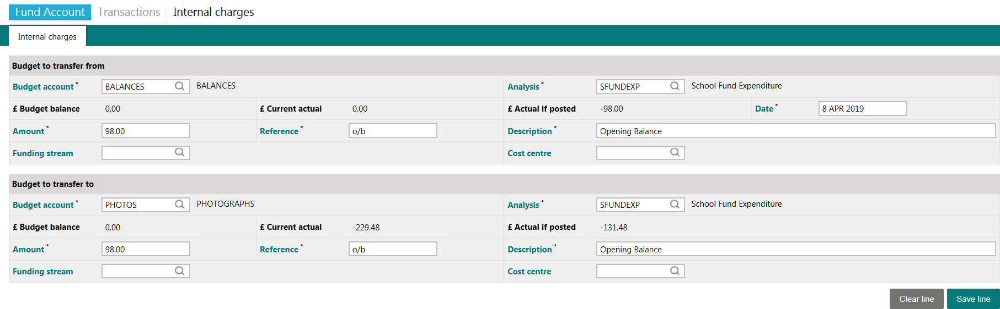 Fund Account Transactions Internal charges
Internal charges
Budget to transfer from
Budget account * BALANCES BALANCES Analysis * SFUNDEXP School Fund Expenditure
£ Budget balance 0.00 £ Current actual 0.00 £ Actual if posted -98.00 Date * 8 APR 2019
Amount * 98.00 Reference * o/b Description * Opening Balance
Funding stream Cost centre
Budget to transfer to
Budget account * PHOTOS PHOTOGRAPHS Analysis * SFUNDEXP School Fund Expenditure
£ Budget balance 0.00 £ Current actual -229.48 £ Actual if posted -131.48
Amount * 98.00 Reference * o/b Description * Opening Balance
Funding stream Cost centre
Clear line Save line